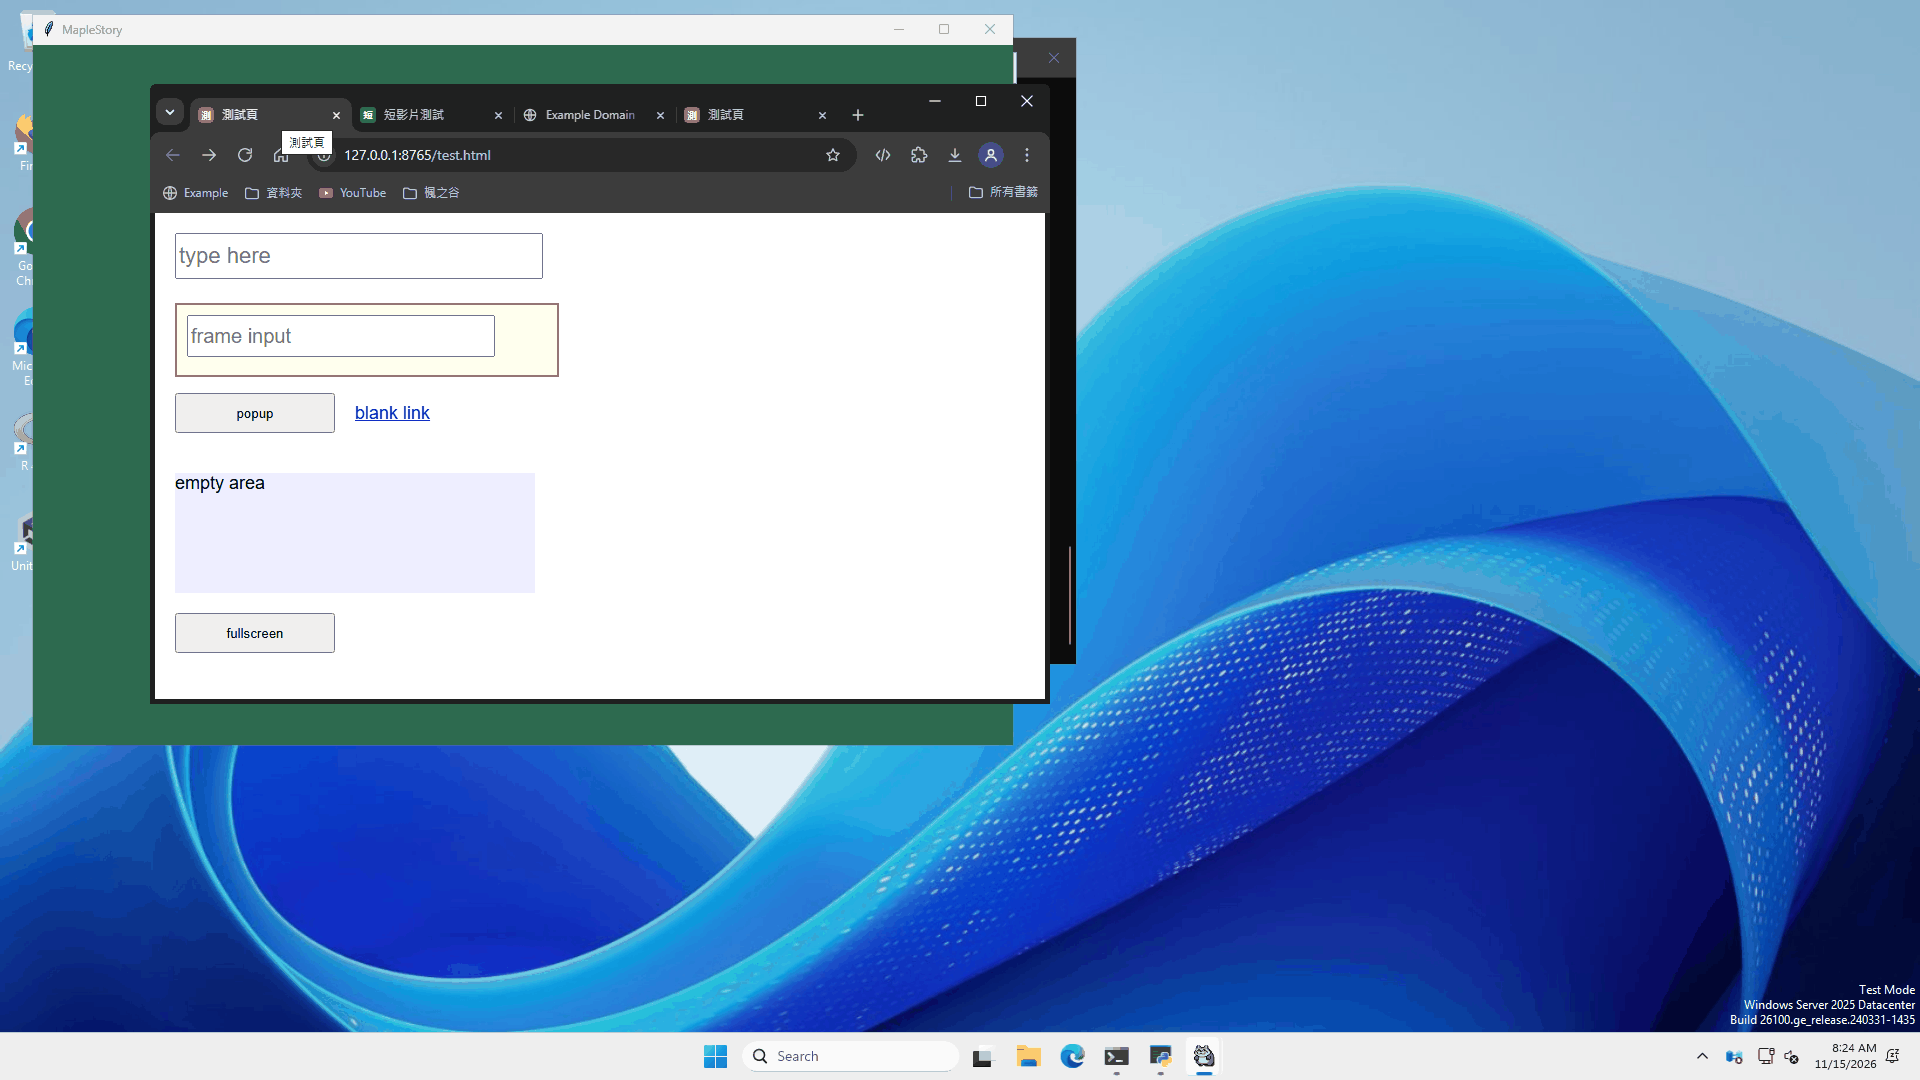 MapleStory
測試頁
短影片測試
Example Domain
測試頁
測試頁
127.0.0.1:8765/test.html
Example
資料夾
YouTube
楓之谷
所有書籤
type here
frame input
popup
blank link
empty area
fullscreen
Test Mode
Windows Server 2025 Datacenter
Build 26100.ge_release.240331-1435
Search
8:24 AM
11/15/2026